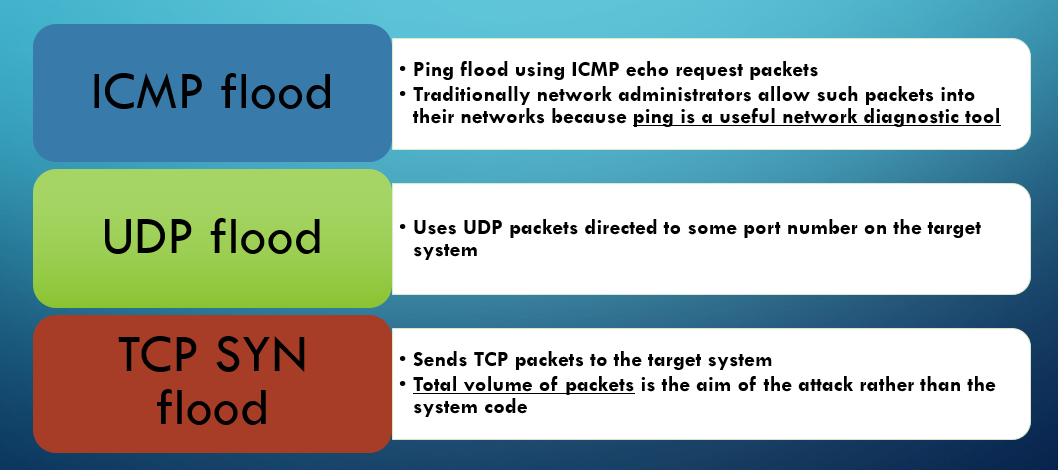 ICMP flood
• Ping flood using ICMP echo request packets
• Traditionally network administrators allow such packets into
their networks because ping is a useful network diagnostic tool
UDP flood
• Uses UDP packets directed to some port number on the target
system
TCP SYN
flood
• Sends TCP packets to the target system
• Total volume of packets is the aim of the attack rather than the
system code